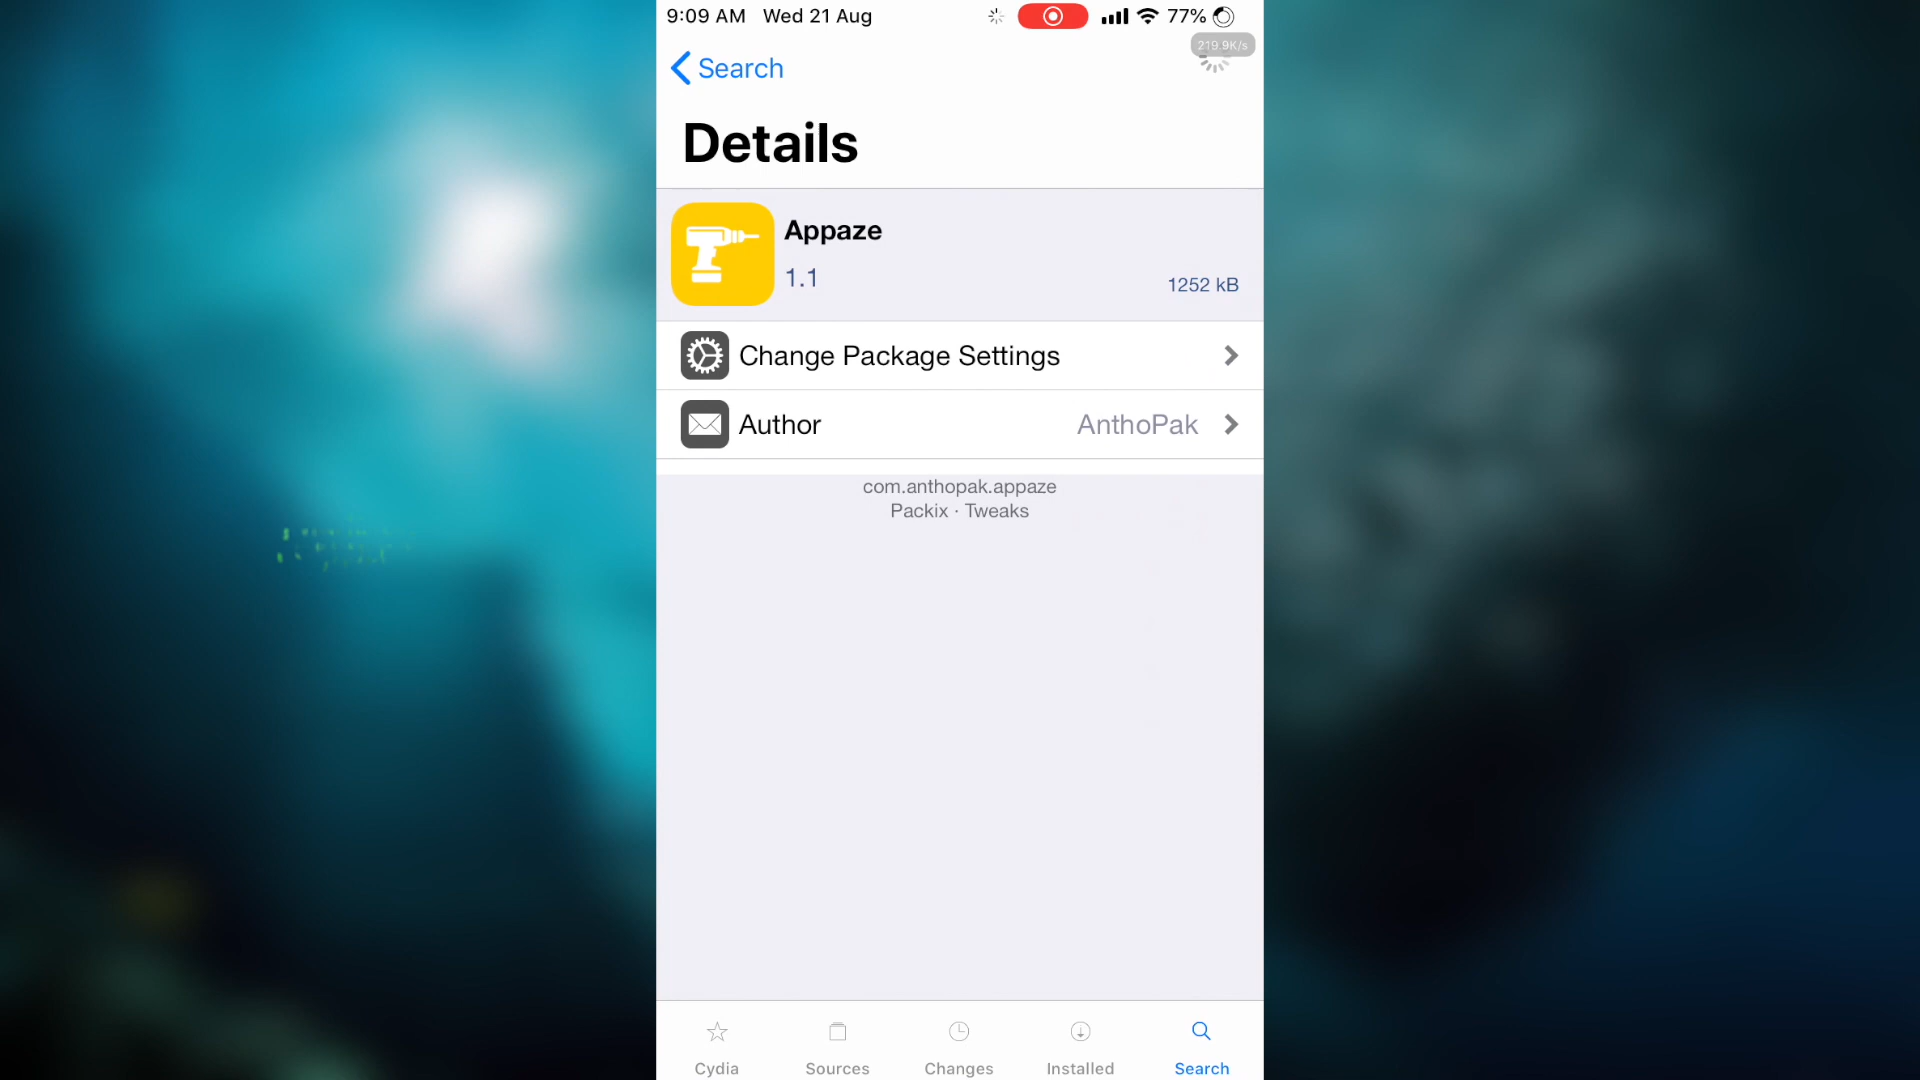 9:09 AM Wed 21 Aug 77%
219.9K/s
Search
Details
Appaze
1.1
1252 kB
Change Package Settings
Author AnthoPak
com.anthopak.appaze
Packix · Tweaks
Cydia Sources Changes Installed Search